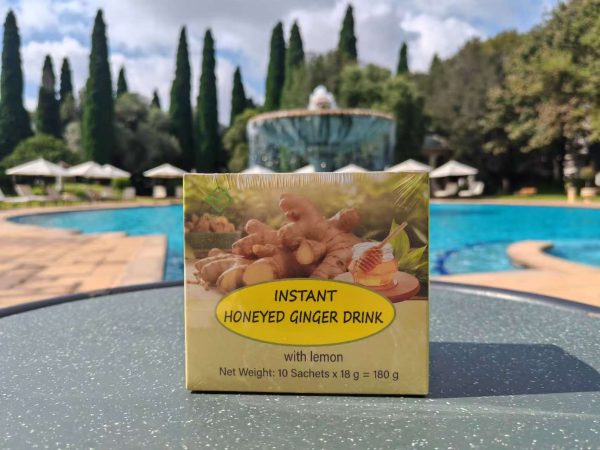 INSTANT
HONEYED GINGER DRINK
with lemon
Net Weight: 10 Sachets x 18 g = 180 g